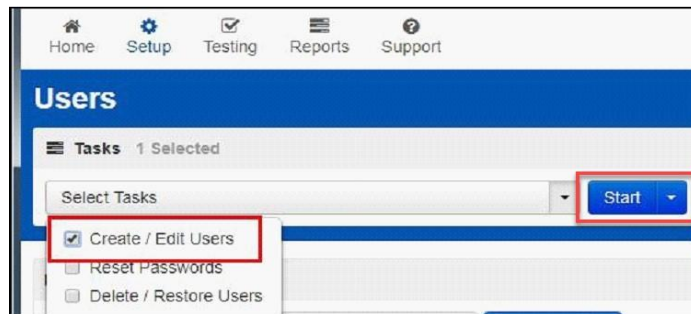 Home Setup Testing Reports Support
Users
Tasks 1 Selected
Select Tasks Start
Create / Edit Users
Reset Passwords
Delete / Restore Users